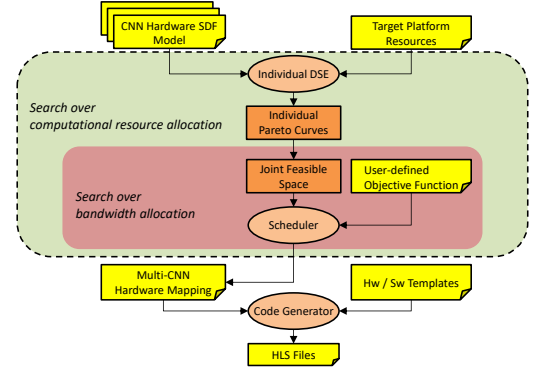 CNN Hardware SDF
Model
Target Platform
Resources
Individual DSE
Search over
computational resource allocation
Individual
Pareto Curves
Joint Feasible
Space
User-defined
Objective Function
Search over
bandwidth allocation
Scheduler
Multi-CNN
Hardware Mapping
Hw / Sw Templates
Code Generator
HLS Files